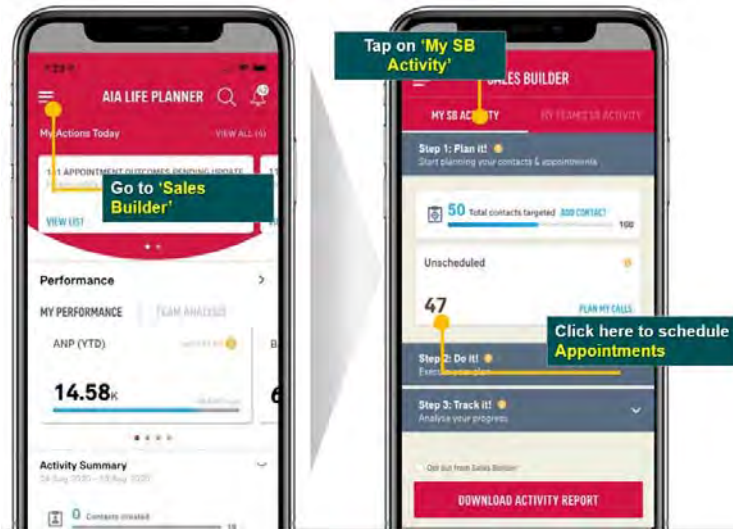 AIA LIFE PLANNER
My Actions Today
VIEW ALL (4)
APPOINTMENT OUTCOMES PENDING UPDATE
VIEW LIST
Go to 'Sales
Builder'
Performance
MY PERFORMANCE
TEAM ANALYSIS
ANP (YTD)
14.58K
Activity Summary
0 Contacts created
10
Tap on 'My SB
Activity'
SALES BUILDER
MY SB ACTIVITY
MY TEAM'S SB ACTIVITY
Step 1: Plan it!
Start planning your contacts & appointments
50 Total contacts targeted ADD CONTACT
100
Unscheduled
47
PLAN MY CALLS
Click here to schedule
Appointments
Step 2: Do it!
Step 3: Track it!
Analyse your progress
Opt out from Sales Builder
DOWNLOAD ACTIVITY REPORT